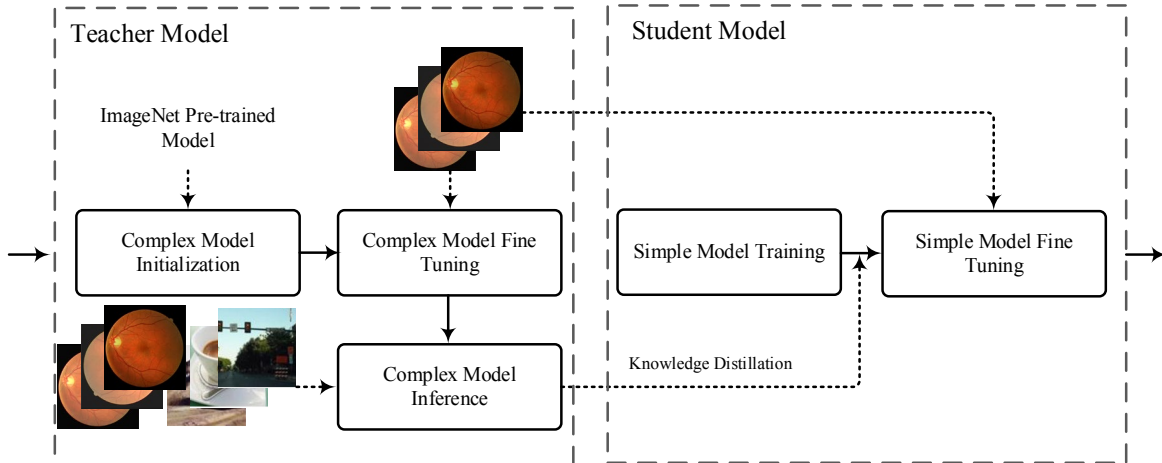 Teacher Model
Student Model
ImageNet Pre-trained
Model
Complex Model
Initialization
Complex Model Fine
Tuning
Simple Model Training
Simple Model Fine
Tuning
Complex Model
Inference
Knowledge Distillation